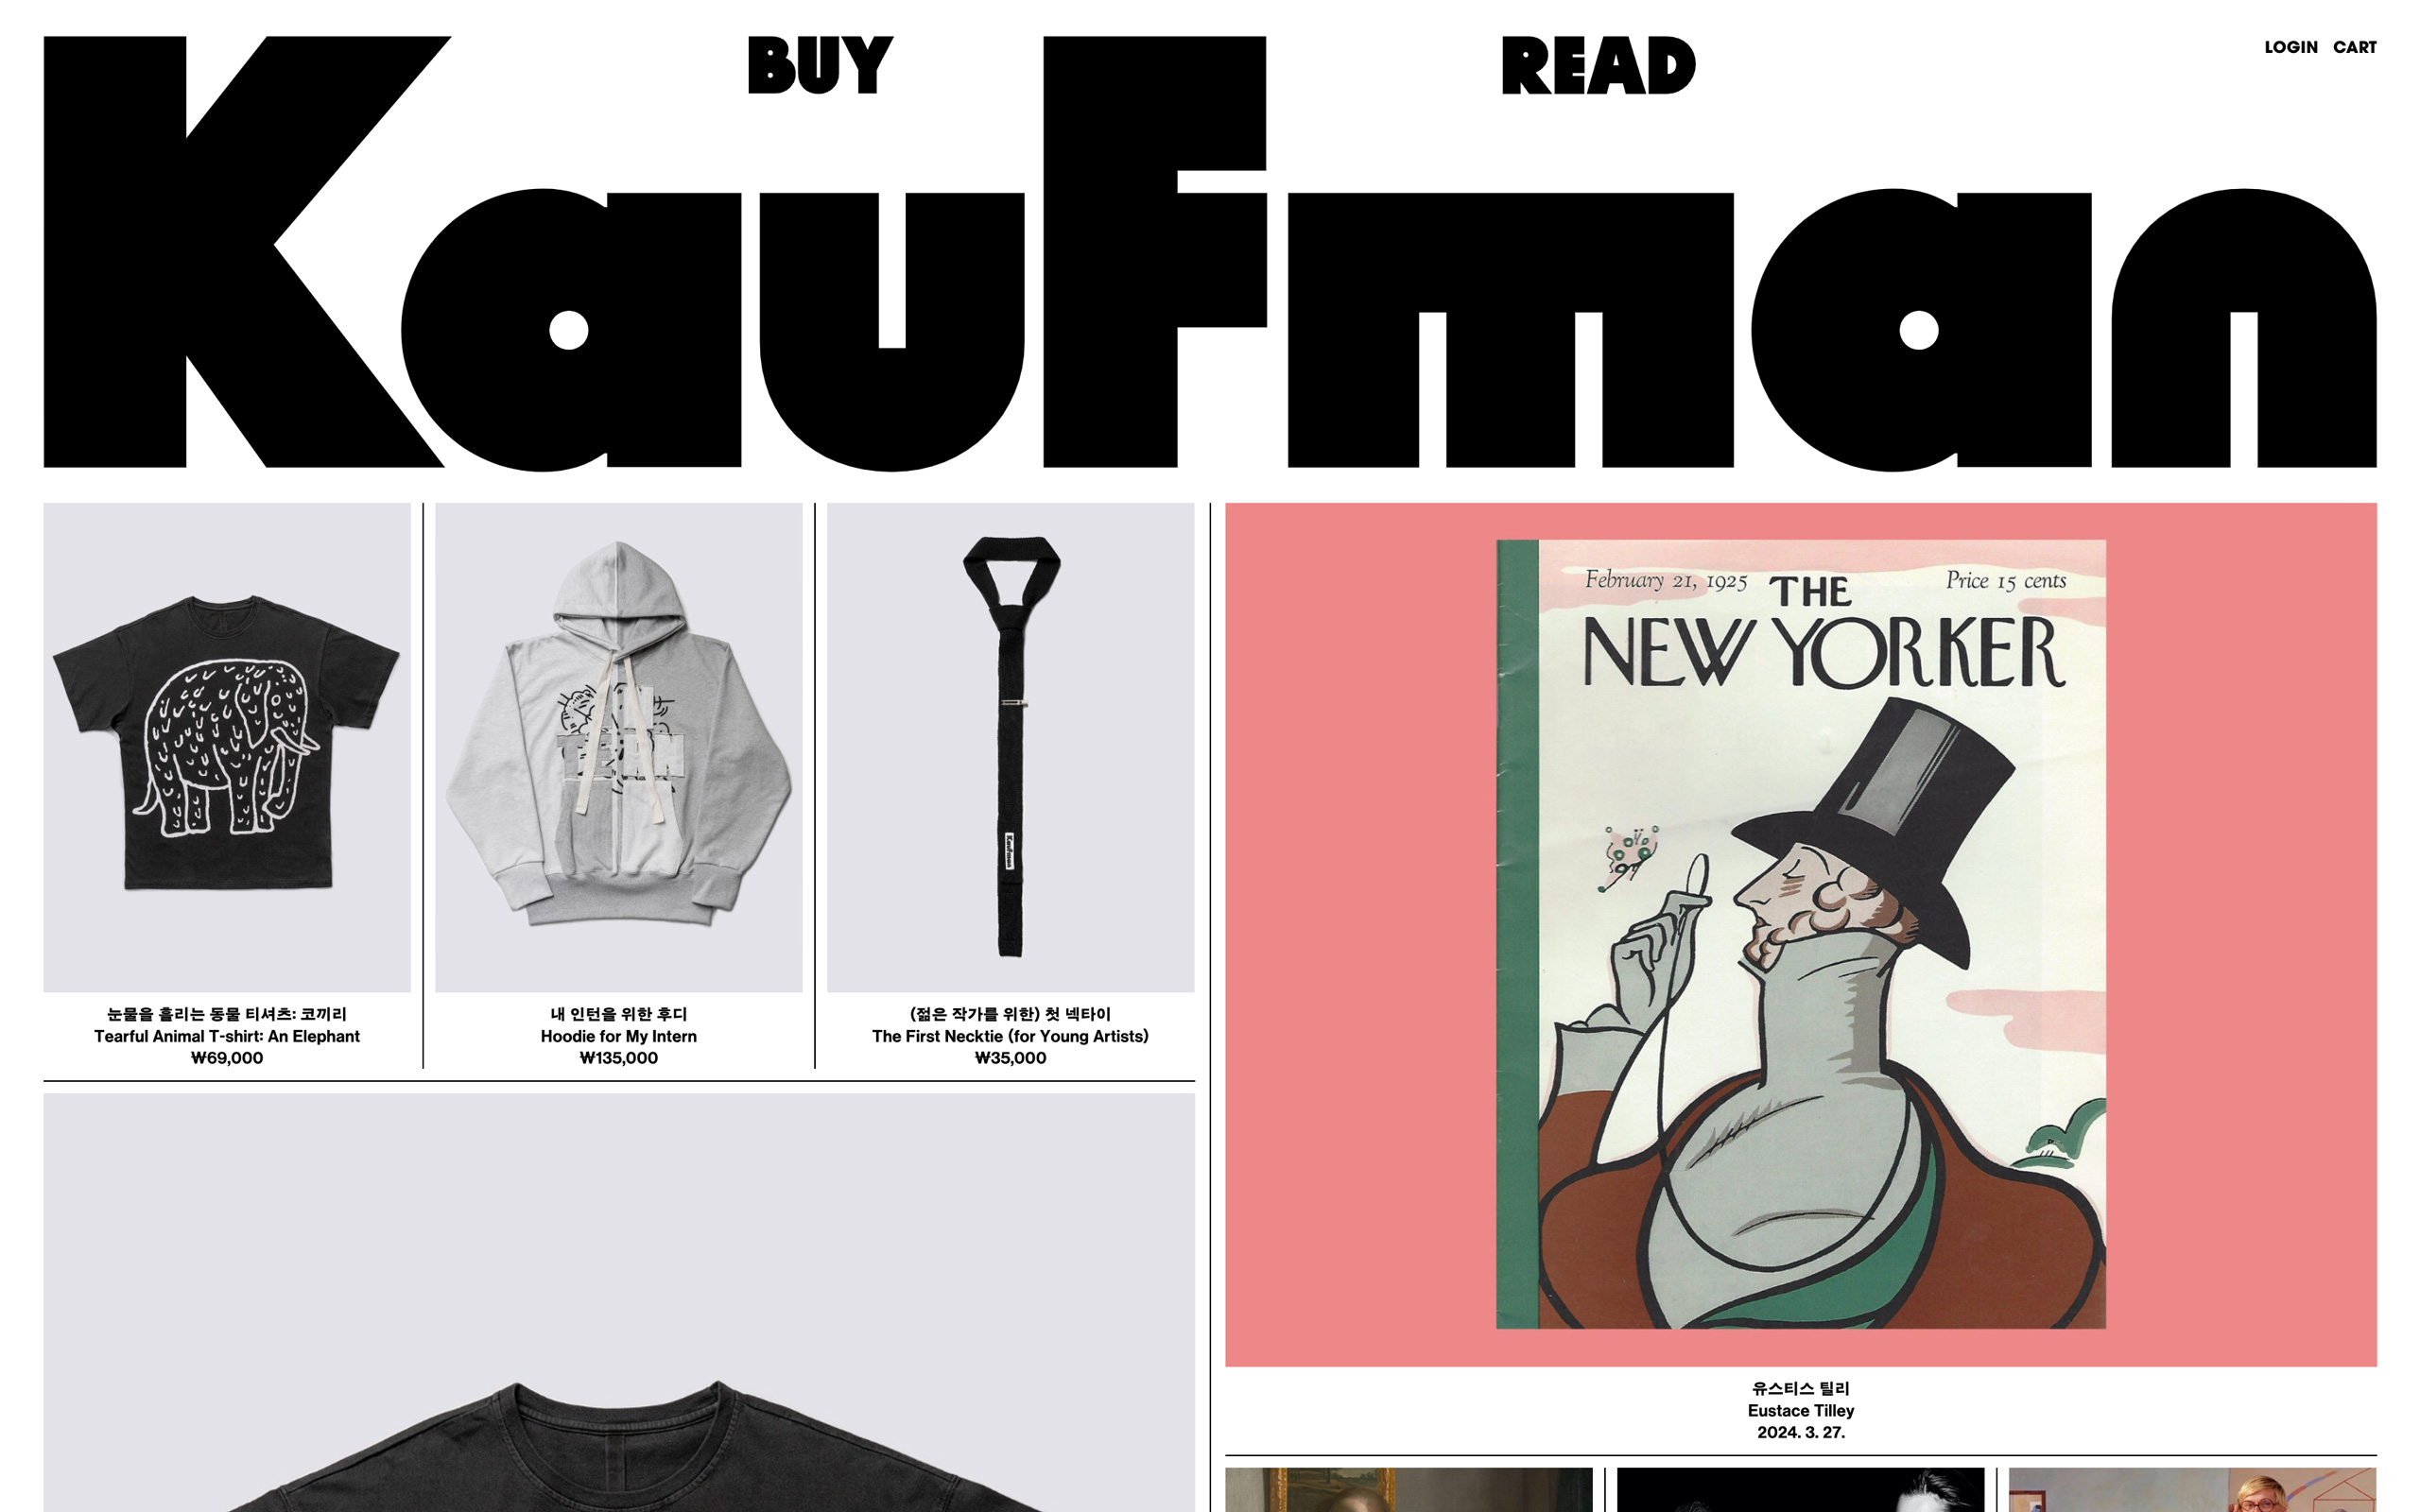 BUY
READ
LOGIN CART
Kaufman
눈물을 흘리는 동물 티셔츠: 코끼리
Tearful Animal T-shirt: An Elephant
₩69,000
내 인턴을 위한 후디
Hoodie for My Intern
₩135,000
Kaufman
(젊은 작가를 위한) 첫 넥타이
The First Necktie (for Young Artists)
₩35,000
February 21, 1925
Price 15 cents
THE
NEW YORKER
유스티스 틸리
Eustace Tilley
2024. 3. 27.